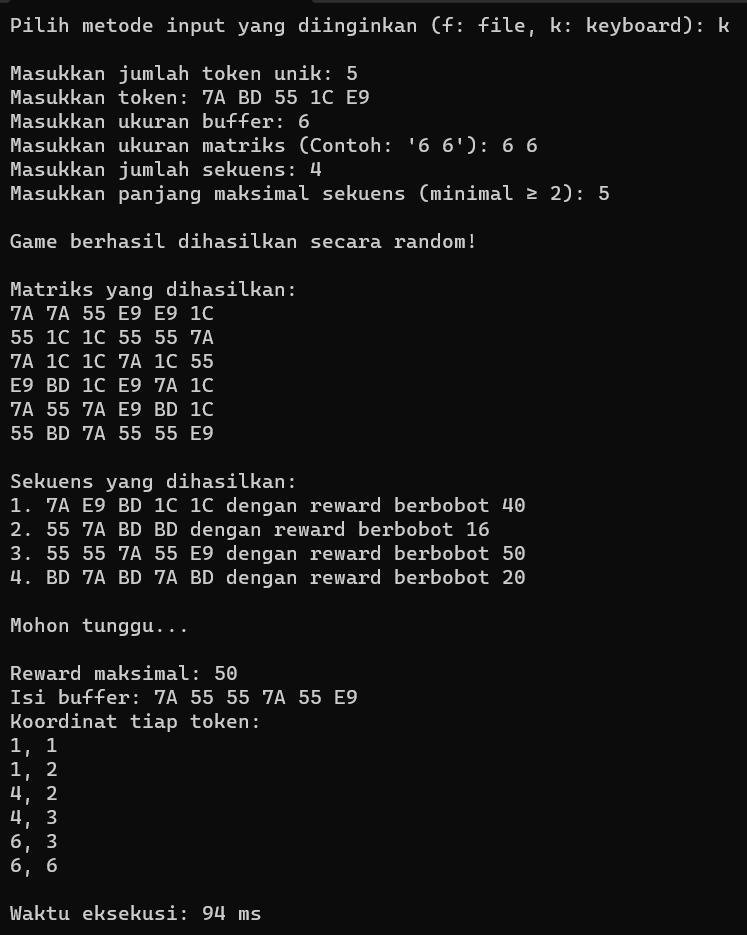 Pilih metode input yang diinginkan (f: file, k: keyboard): k
Masukkan jumlah token unik: 5
Masukkan token: 7A BD 55 1C E9
Masukkan ukuran buffer: 6
Masukkan ukuran matriks (Contoh: '6 6'): 6 6
Masukkan jumlah sekuens: 4
Masukkan panjang maksimal sekuens (minimal ≥ 2): 5
Game berhasil dihasilkan secara random!
Matriks yang dihasilkan:
7A 7A 55 E9 E9 1C
55 1C 1C 55 55 7A
7A 1C 1C 7A 1C 55
E9 BD 1C E9 7A 1C
7A 55 7A E9 BD 1C
55 BD 7A 55 55 E9
Sekuens yang dihasilkan:
1. 7A E9 BD 1C 1C dengan reward berbobot 40
2. 55 7A BD BD dengan reward berbobot 16
3. 55 55 7A 55 E9 dengan reward berbobot 50
4. BD 7A BD 7A BD dengan reward berbobot 20
Mohon tunggu...
Reward maksimal: 50
Isi buffer: 7A 55 55 7A 55 E9
Koordinat tiap token:
1, 1
1, 2
4, 2
4, 3
6, 3
6, 6
Waktu eksekusi: 94 ms